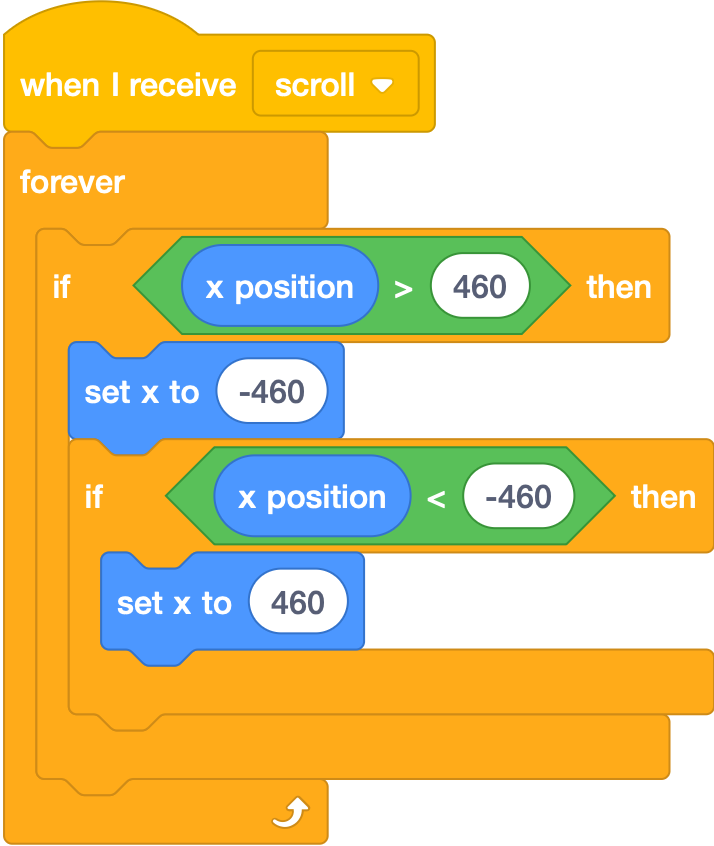 when I receive scroll
forever
if x position > 460 then
set x to -460
if x position < -460 then
set x to 460